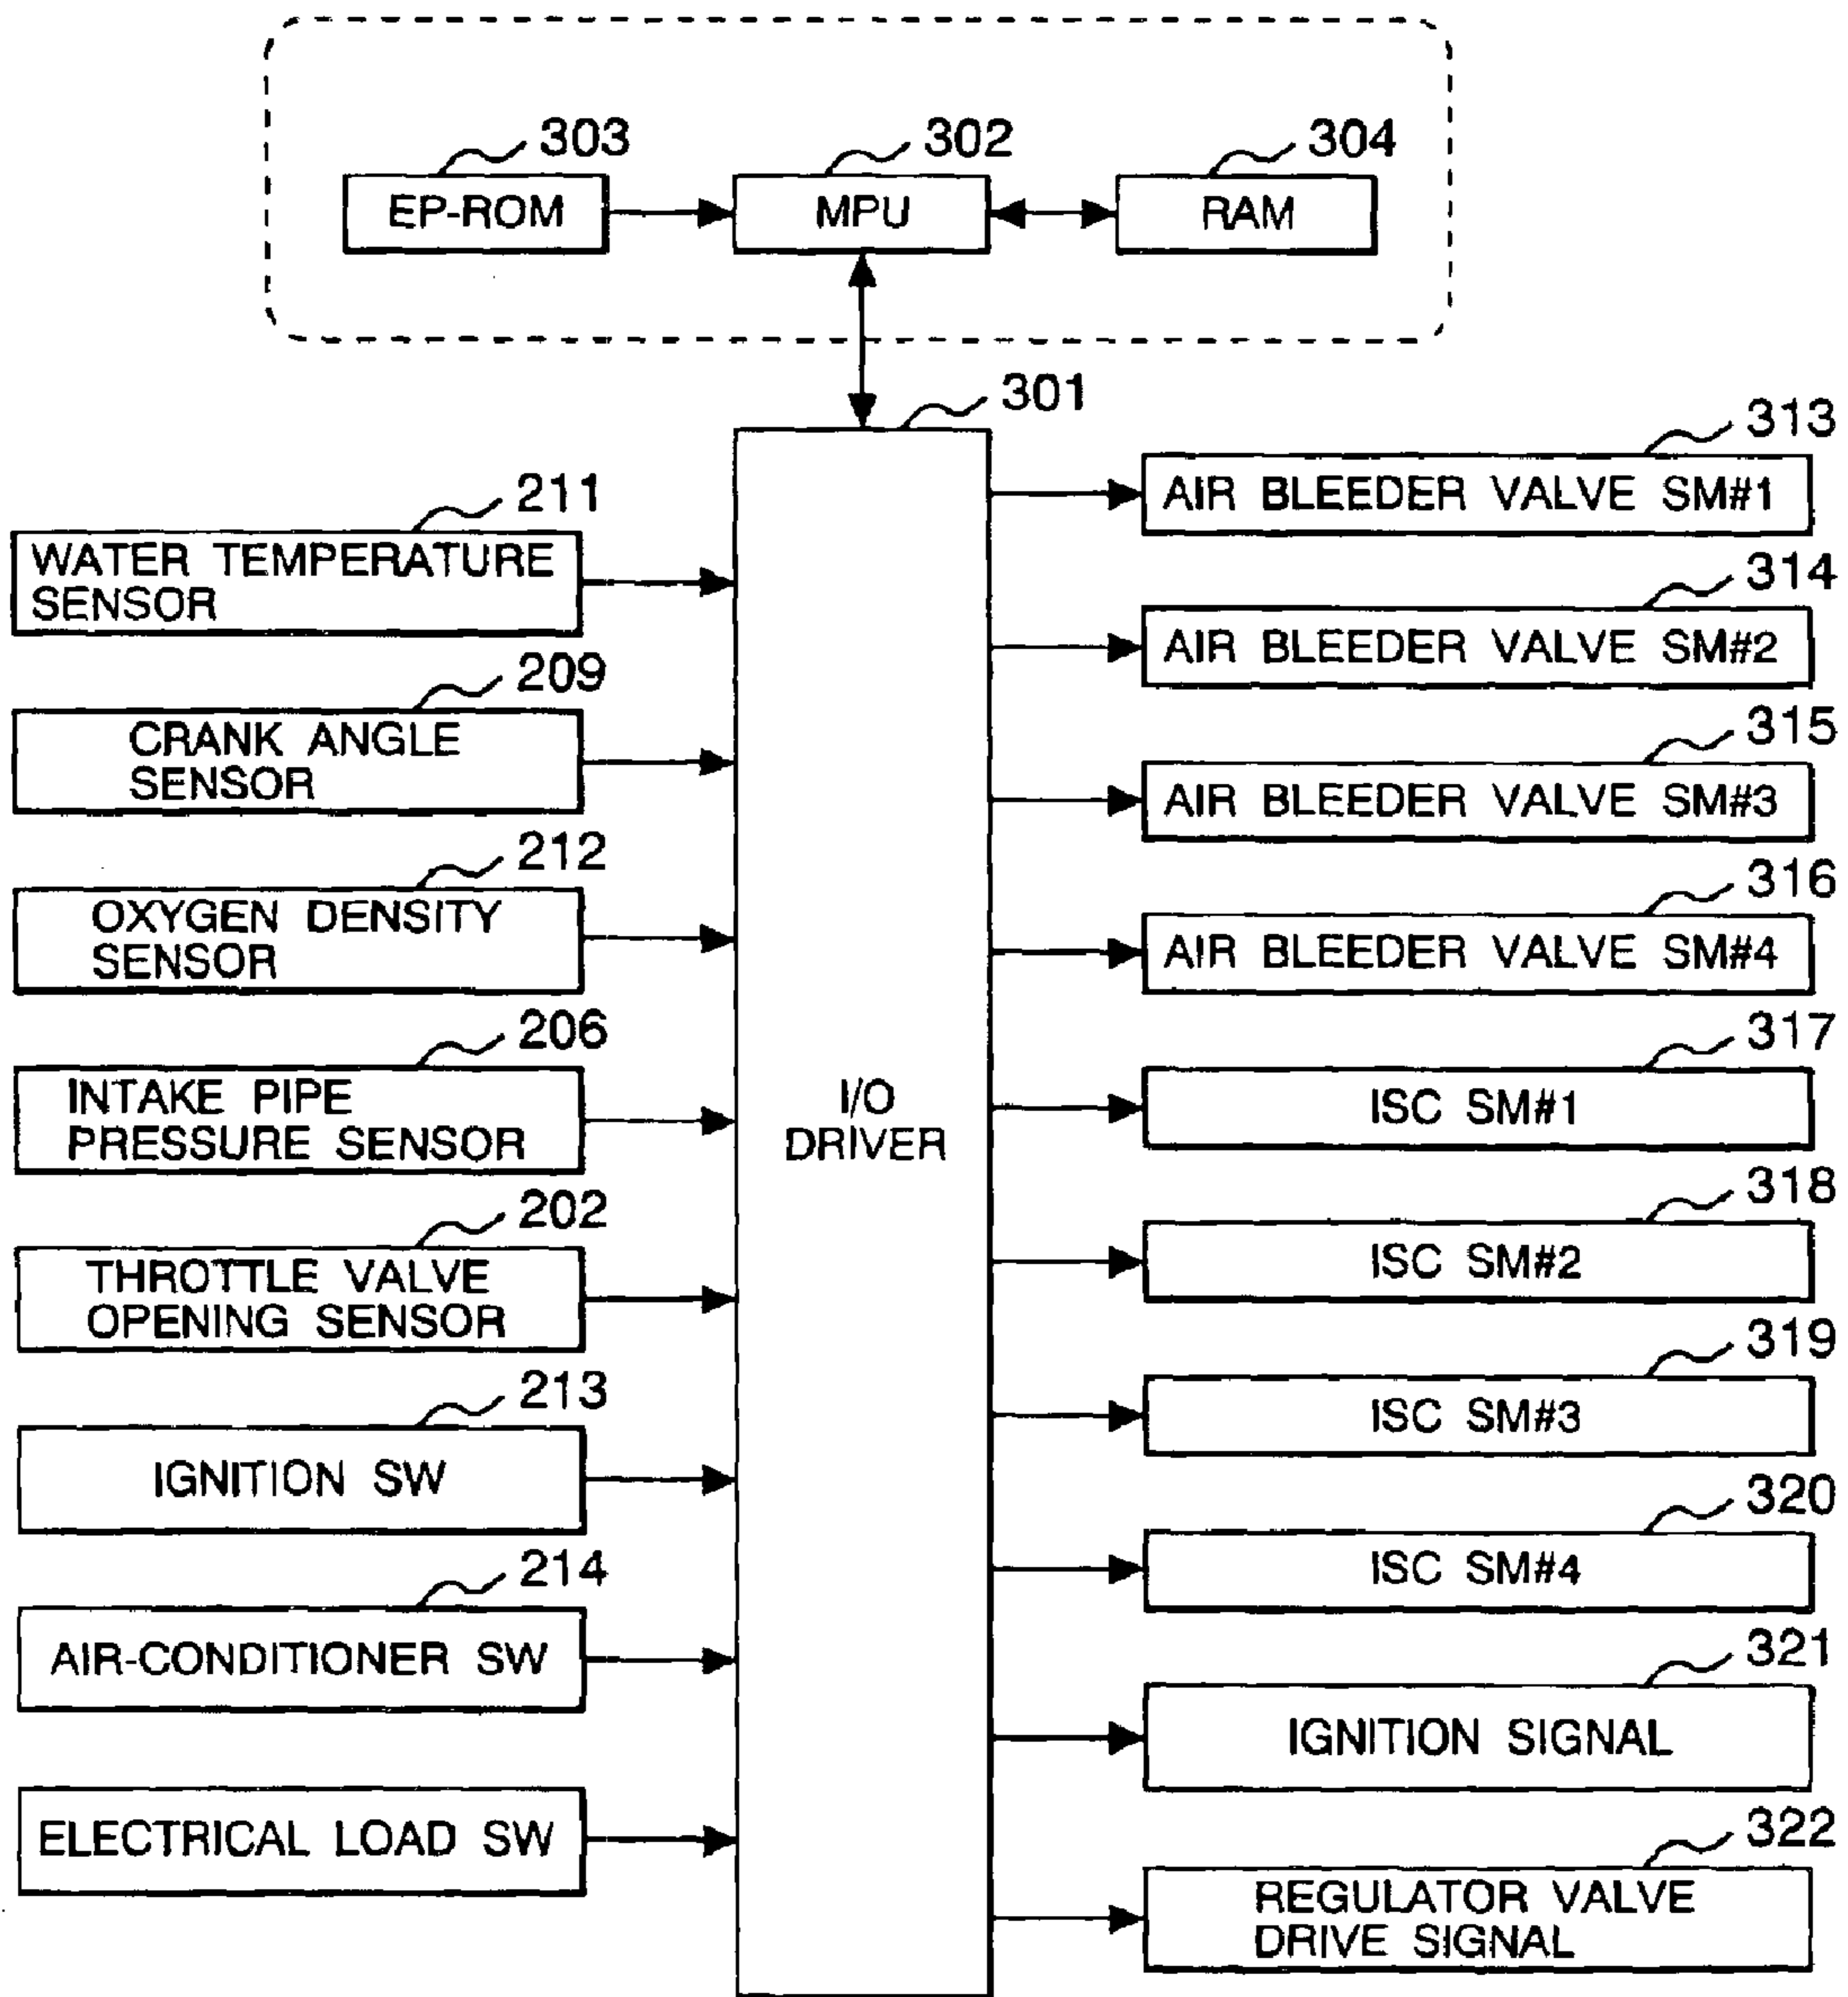 303
302
304
EP-ROM
MPU
RAM
301
I/O
DRIVER
211
WATER TEMPERATURE
SENSOR
209
CRANK ANGLE
SENSOR
212
OXYGEN DENSITY
SENSOR
206
INTAKE PIPE
PRESSURE SENSOR
202
THROTTLE VALVE
OPENING SENSOR
213
IGNITION SW
214
AIR-CONDITIONER SW
ELECTRICAL LOAD SW
313
AIR BLEEDER VALVE SM#1
314
AIR BLEEDER VALVE SM#2
315
AIR BLEEDER VALVE SM#3
316
AIR BLEEDER VALVE SM#4
317
ISC SM#1
318
ISC SM#2
319
ISC SM#3
320
ISC SM#4
321
IGNITION SIGNAL
322
REGULATOR VALVE
DRIVE SIGNAL